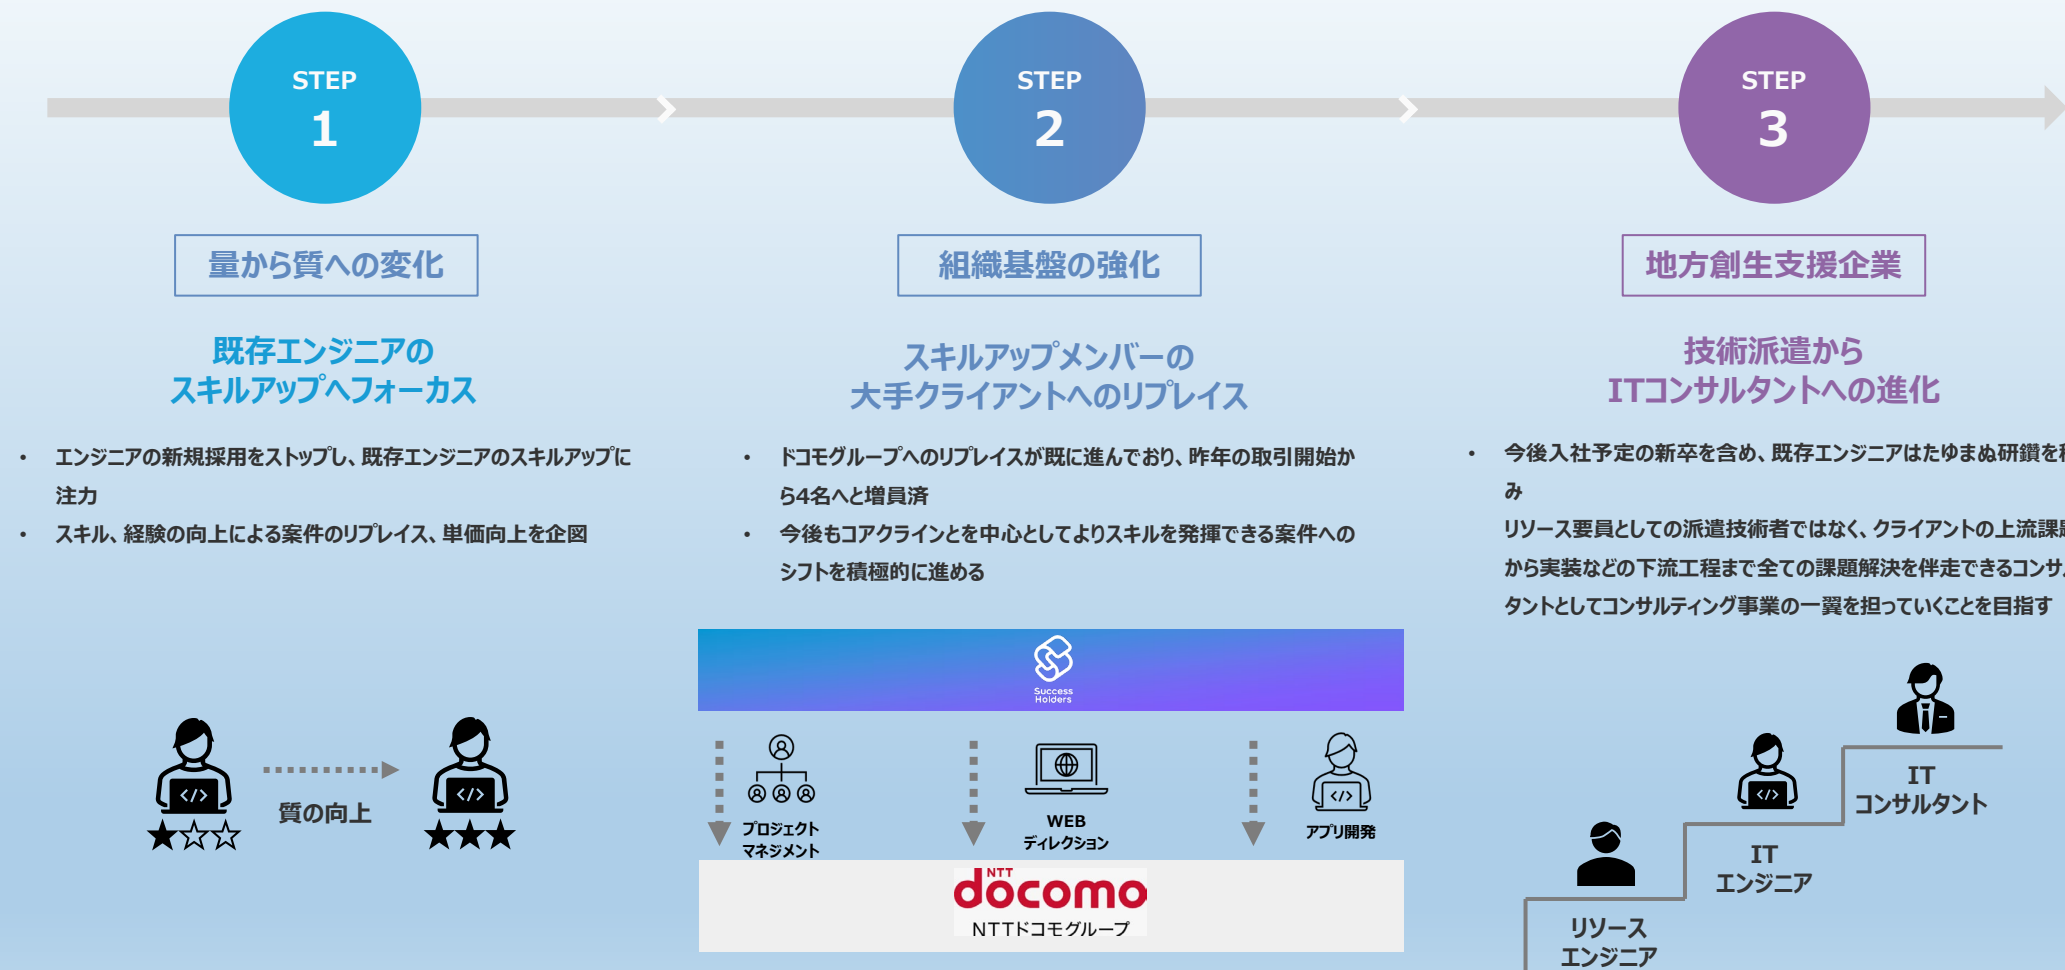 STEP
1
量から質への変化
既存エンジニアの
スキルアップへフォーカス
• エンジニアの新規採用をストップし、既存エンジニアのスキルアップに
注力
• スキル、経験の向上による案件のリプレイス、単価向上を企図
</>
</>
質の向上
STEP
2
組織基盤の強化
スキルアップメンバーの
大手クライアントへのリプレイス
• ドコモグループへのリプレイスが既に進んでおり、昨年の取引開始か
ら4名へと増員済
• 今後もコアクラインとを中心としてよりスキルを発揮できる案件への
シフトを積極的に進める
Success
Holders
プロジェクト
マネジメント
WEB
ディレクション
</>
アプリ開発
NTT
döcomo
NTTドコモグループ
STEP
3
地方創生支援企業
技術派遣から
ITコンサルタントへの進化
• 今後入社予定の新卒を含め、既存エンジニアはたゆまぬ研鑽を
み
リソース要員としての派遣技術者ではなく、クライアントの上流課
から実装などの下流工程まで全ての課題解決を伴走できるコンサ
タントとしてコンサルティング事業の一翼を担っていくことを目指す
IT
コンサルタント
</>
IT
エンジニア
リソース
エンジニア